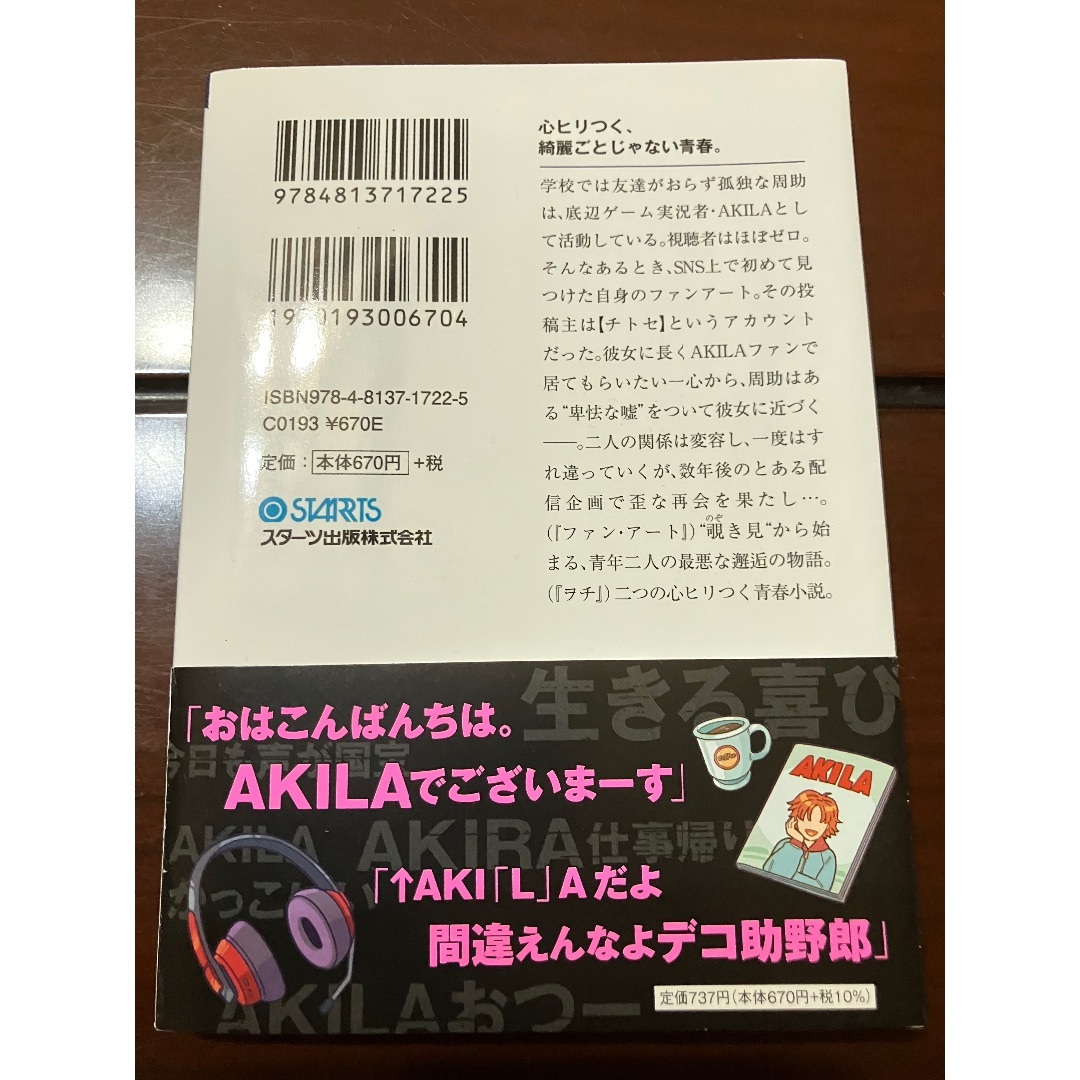 9784813717225
1920193006704
ISBN978-4-8137-1722-5
C0193 ¥670E
定価：本体670円+税
STARTS
スターツ出版株式会社
心ヒリつく、
綺麗ごとじゃない青春。
学校では友達がおらず孤独な周助
は、底辺ゲーム実況者・AKILAとし
て活動している。視聴者はほぼゼロ。
そんなあるとき、SNS上で初めて見
つけた自身のファンアート。その投
稿主は【チトセ】というアカウント
だった。彼女に長くAKILAファンで
居てもらいたい一心から、周助はあ
る“卑怯な嘘”をついて彼女に近づく
――。二人の関係は変容し、一度はす
れ違っていくが、数年後のとある配
信企画で歪な再会を果たし…。
のぞ
(『ファン・アート』)“覗き見“から始
まる、青年二人の最悪な邂逅の物語。
(『ヲチ』)二つの心ヒリつく青春小説。
生きる喜び
「おはこんばんちは。
今日も声が国宝
AKILAでございまーす」
coffee
AKILA
AKILA
AKiRA
仕事帰り
かっこいい
「↑AKI「L」Aだよ
間違えんなよデコ助野郎」
AKiLAおつー
定価737円(本体670円+税10%)